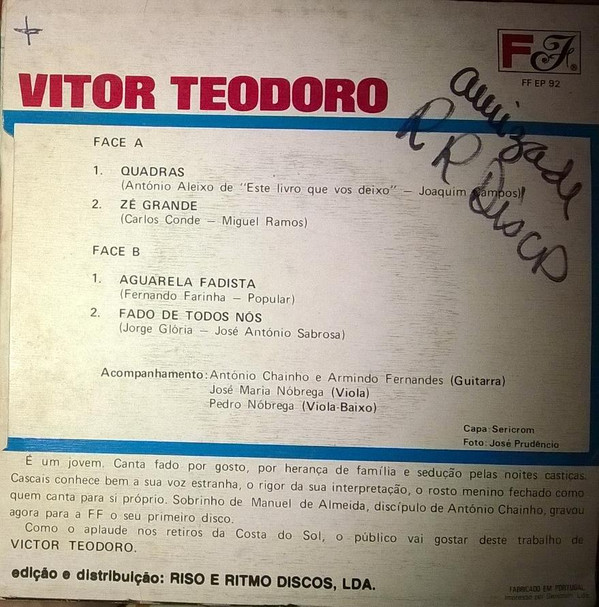 FF®
FF EP 92
VITOR TEODORO
amizade
R R Disco
FACE A
1. QUADRAS
(António Aleixo de "Este livro que vos deixo" — Joaquim Campos)
2. ZÉ GRANDE
(Carlos Conde — Miguel Ramos)
FACE B
1. AGUARELA FADISTA
(Fernando Farinha — Popular)
2. FADO DE TODOS NÓS
(Jorge Glória — José António Sabrosa)
Acompanhamento: António Chainho e Armindo Fernandes (Guitarra)
José Maria Nóbrega (Viola)
Pedro Nóbrega (Viola-Baixo)
Capa: Sericrom
Foto: José Prudêncio
É um jovem. Canta fado por gosto, por herança de família e sedução pelas noites castiças.
Cascais conhece bem a sua voz estranha, o rigor da sua interpretação, o rosto menino fechado como
quem canta para si próprio. Sobrinho de Manuel de Almeida, discípulo de António Chainho, gravou
agora para a FF o seu primeiro disco.
Como o aplaude nos retiros da Costa do Sol, o público vai gostar deste trabalho de
VICTOR TEODORO.
edição e distribuição: RISO E RITMO DISCOS, LDA.
FABRICADO EM PORTUGAL